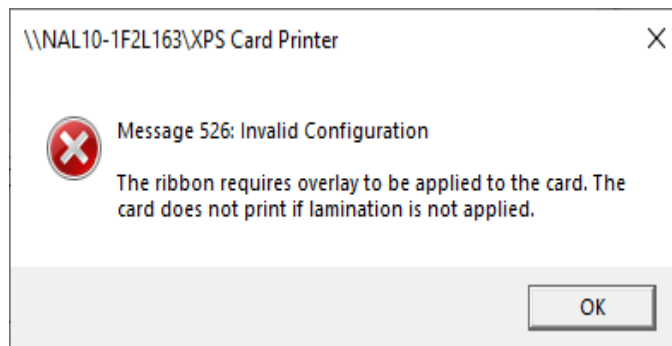 \\NAL10-1F2L163\XPS Card Printer
Message 526: Invalid Configuration
The ribbon requires overlay to be applied to the card. The
card does not print if lamination is not applied.
OK